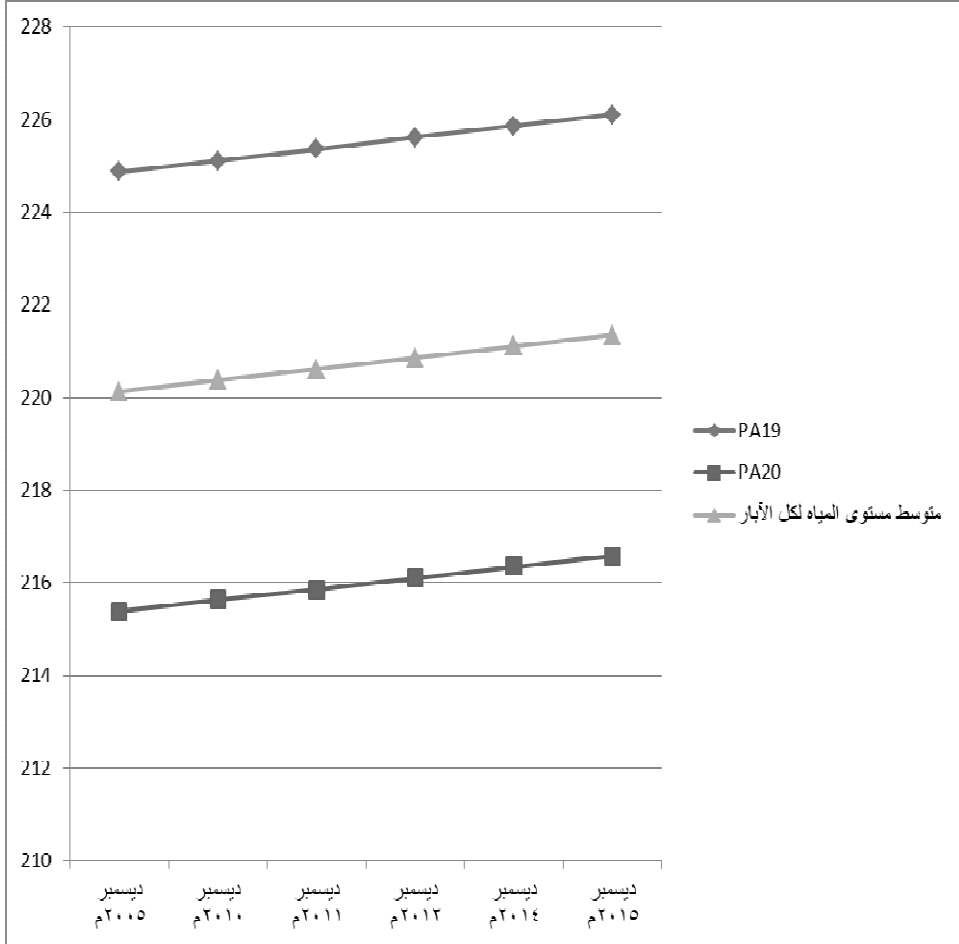 228
226
224
222
220
218
216
214
212
210
ديسمبر
٢٠٠٥م
ديسمبر
٢٠١٠م
ديسمبر
٢٠١١م
ديسمبر
ديسمبر
٢٠١٤م
ديسمبر
٢٠١٥م
PA19
PA20
متوسط مستوى المياه لكل الآبار